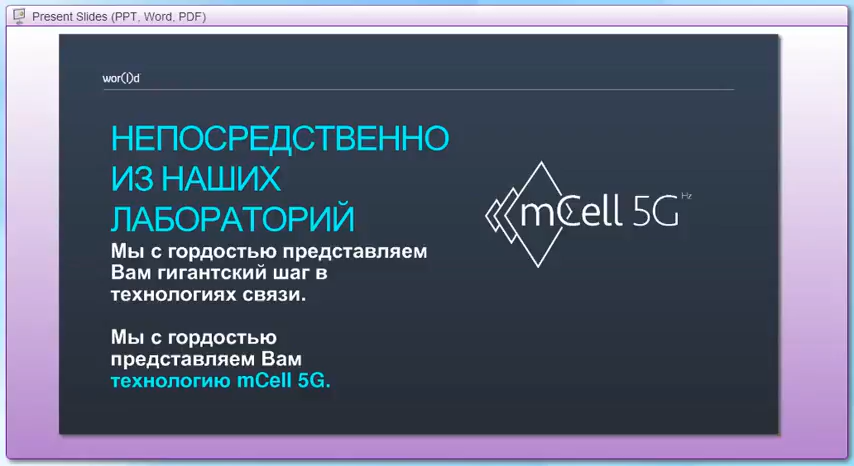 Present Slides (PPT, Word, PDF)
wor(l)d
НЕПОСРЕДСТВЕННО
ИЗ НАШИХ
ЛАБОРАТОРИЙ
mCell 5G Hz
Мы с гордостью представляем
Вам гигантский шаг в
технологиях связи.
Мы с гордостью
представляем Вам
технологию mCell 5G.